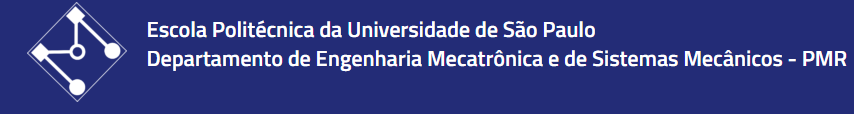 Escola Politécnica da Universidade de São Paulo
Departamento de Engenharia Mecatrônica e de Sistemas Mecânicos - PMR